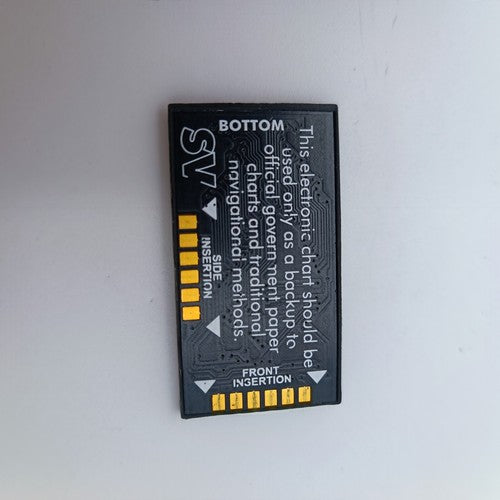 BOTTOM
This electronic chart should be
used only as a backup to
official government paper
charts and traditional
navigational methods.
SV
SIDE
INSERTION
FRONT
INSERTION